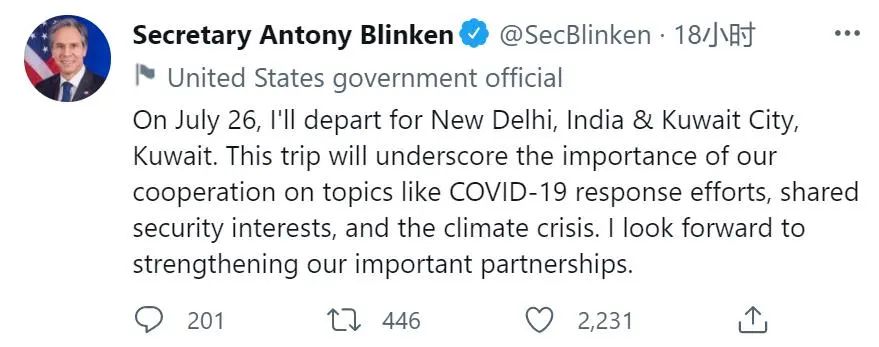 Secretary Antony Blinken @SecBlinken · 18小时
United States government official
On July 26, I'll depart for New Delhi, India & Kuwait City,
Kuwait. This trip will underscore the importance of our
cooperation on topics like COVID-19 response efforts, shared
security interests, and the climate crisis. I look forward to
strengthening our important partnerships.
201 446 2,231